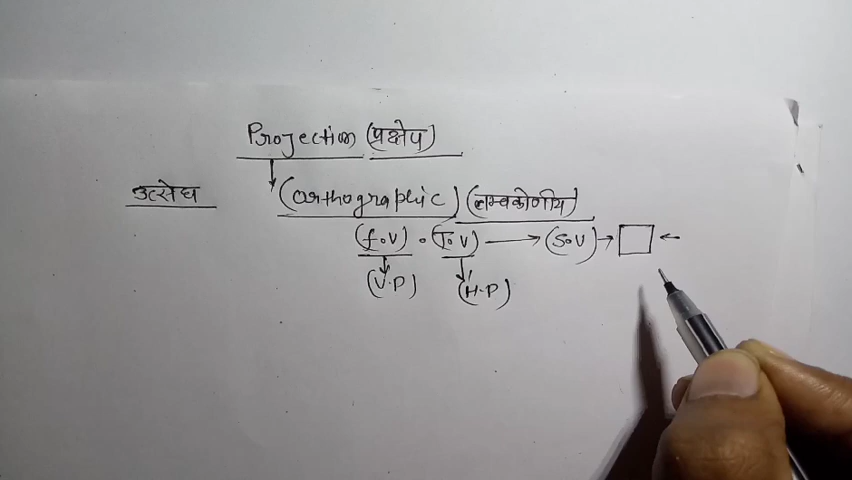 Projection (प्रक्षेप)
उत्सेध (orthographic) (लम्बकोणीय)
(f.v) . (T.v) → (S.v) → □ ←
(V.P) (H.P)